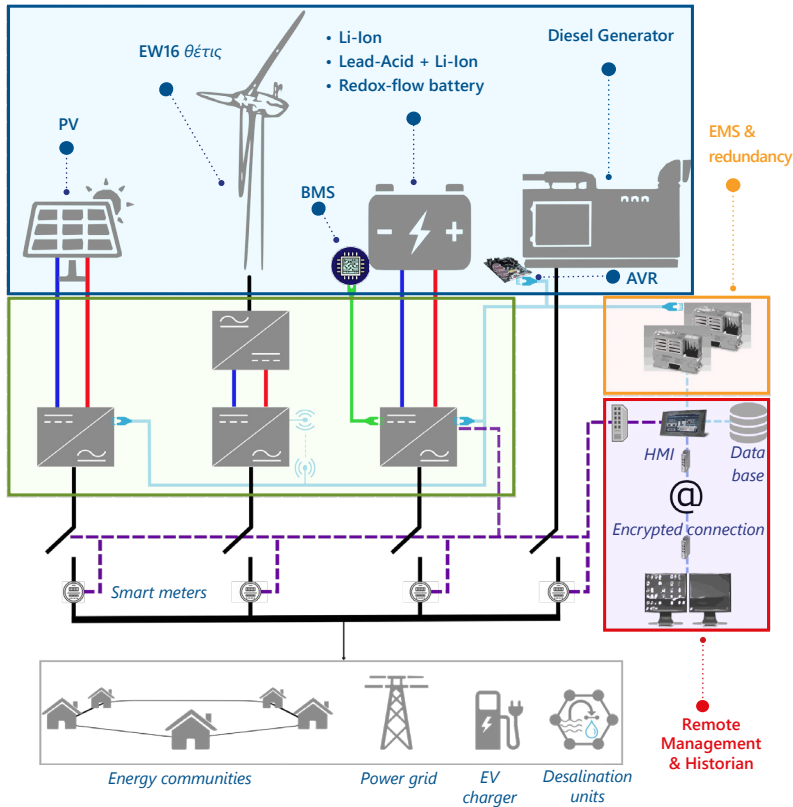 • Li-Ion
• Lead-Acid + Li-Ion
• Redox-flow battery
EW16 θέτις
Diesel Generator
PV
BMS
AVR
EMS &
redundancy
HMI
Data
base
@
Encrypted connection
Smart meters
Remote
Management
& Historian
Energy communities
Power grid
EV
charger
Desalination
units